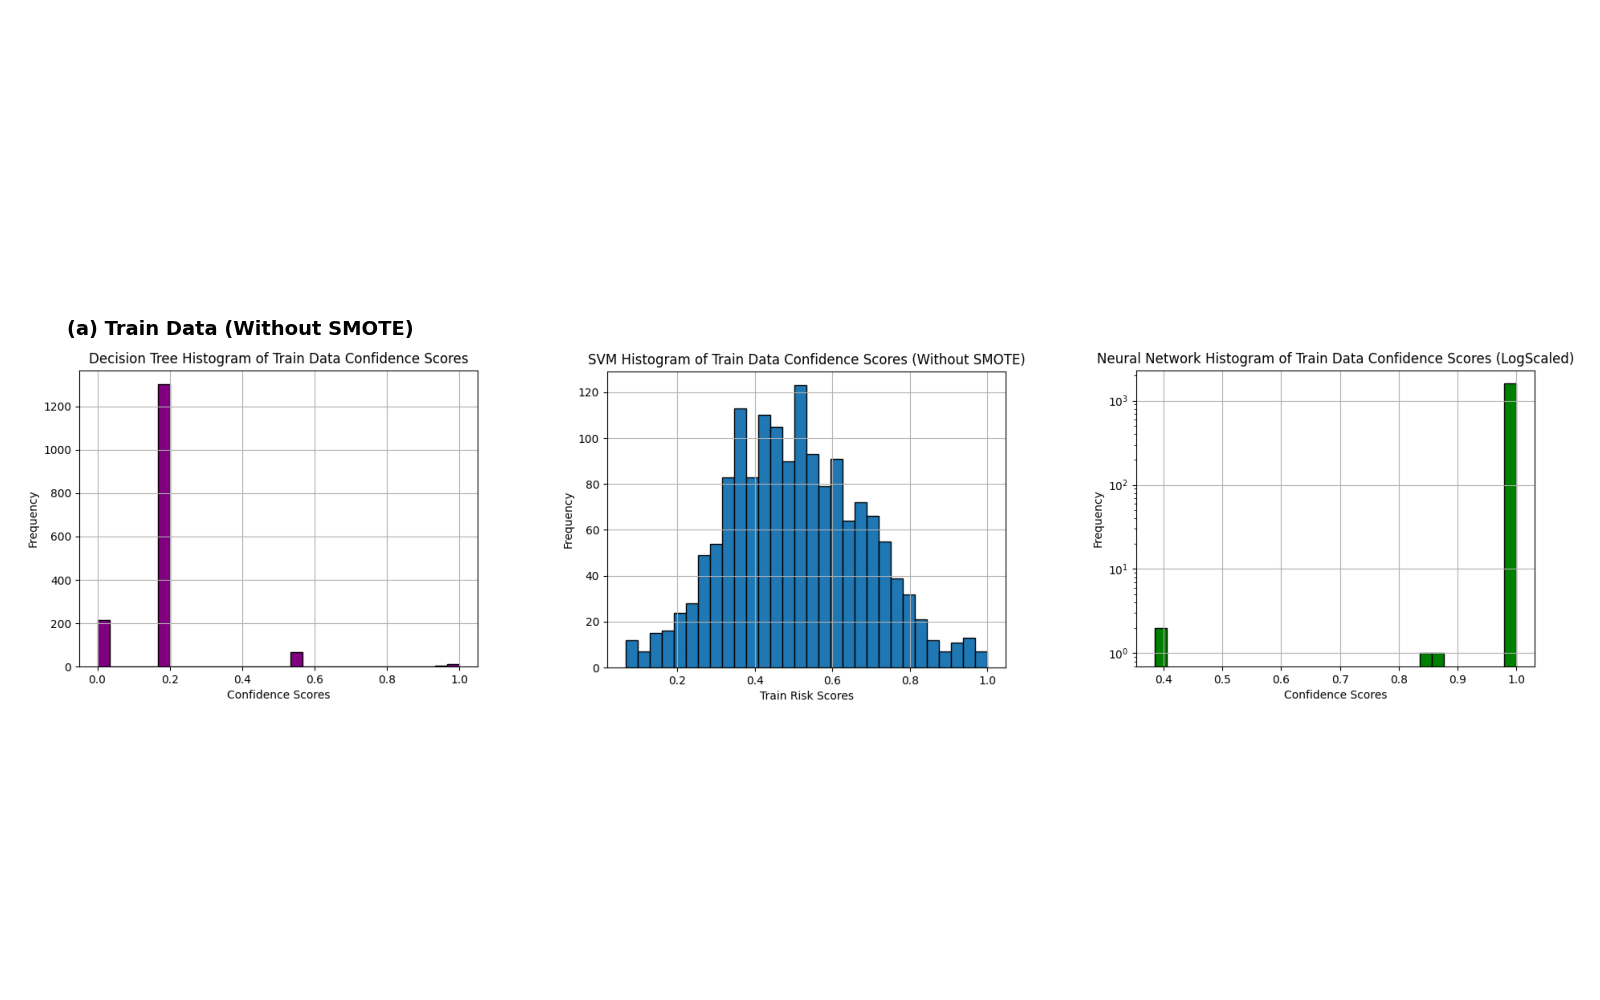 (a) Train Data (Without SMOTE)
Decision Tree Histogram of Train Data Confidence Scores
1200
1000
800
600
400
200
0
Frequency
0.0 0.2 0.4 0.6 0.8 1.0
Confidence Scores
SVM Histogram of Train Data Confidence Scores (Without SMOTE)
120
100
80
60
40
20
0
Frequency
0.2 0.4 0.6 0.8 1.0
Train Risk Scores
Neural Network Histogram of Train Data Confidence Scores (LogScaled)
10³
10²
10¹
10⁰
Frequency
0.4 0.5 0.6 0.7 0.8 0.9 1.0
Confidence Scores